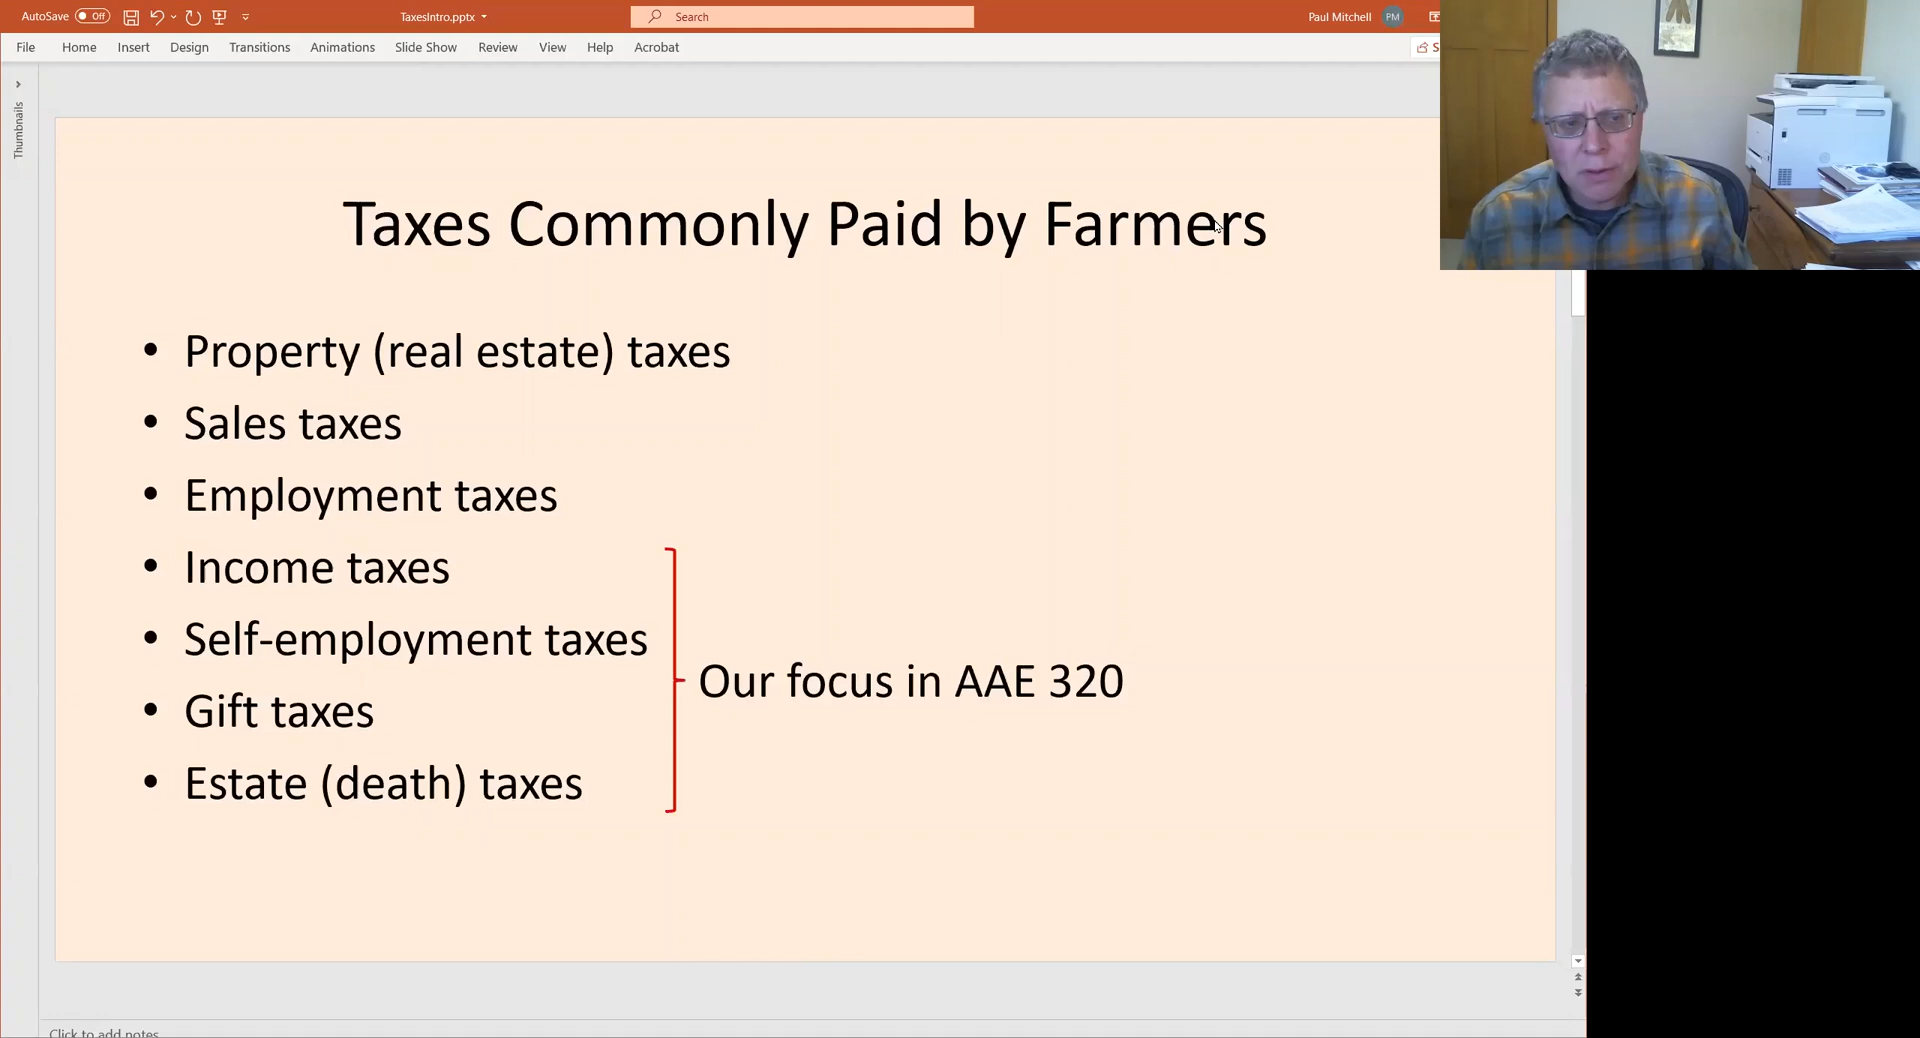 AutoSave Off TaxesIntro.pptx Search Paul Mitchell PM
File Home Insert Design Transitions Animations Slide Show Review View Help Acrobat S
Thumbnails
Taxes Commonly Paid by Farmers
• Property (real estate) taxes
• Sales taxes
• Employment taxes
• Income taxes
• Self-employment taxes
Our focus in AAE 320
• Gift taxes
• Estate (death) taxes
Click to add notes